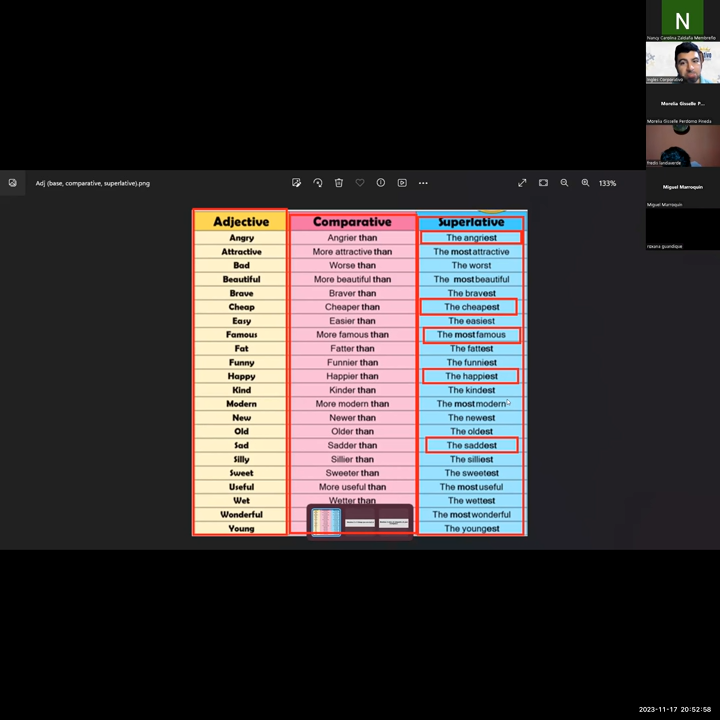 N
Nancy Carolina Zaldaña Membreño
Inglés Corporativo
Morelia Gisselle P...
Morelia Gisselle Perdomo Pineda
fredis landaverde
Miguel Marroquin
Miguel Marroquin
roxana guandique
Adj (base, comparative, superlative).png
133%
Adjective Comparative Superlative
Angry Angrier than The angriest
Attractive More attractive than The most attractive
Bad Worse than The worst
Beautiful More beautiful than The most beautiful
Brave Braver than The bravest
Cheap Cheaper than The cheapest
Easy Easier than The easiest
Famous More famous than The most famous
Fat Fatter than The fattest
Funny Funnier than The funniest
Happy Happier than The happiest
Kind Kinder than The kindest
Modern More modern than The most modern
New Newer than The newest
Old Older than The oldest
Sad Sadder than The saddest
Silly Sillier than The silliest
Sweet Sweeter than The sweetest
Useful More useful than The most useful
Wet Wetter than The wettest
Wonderful The most wonderful
Young The youngest
2023-11-17 20:52:58